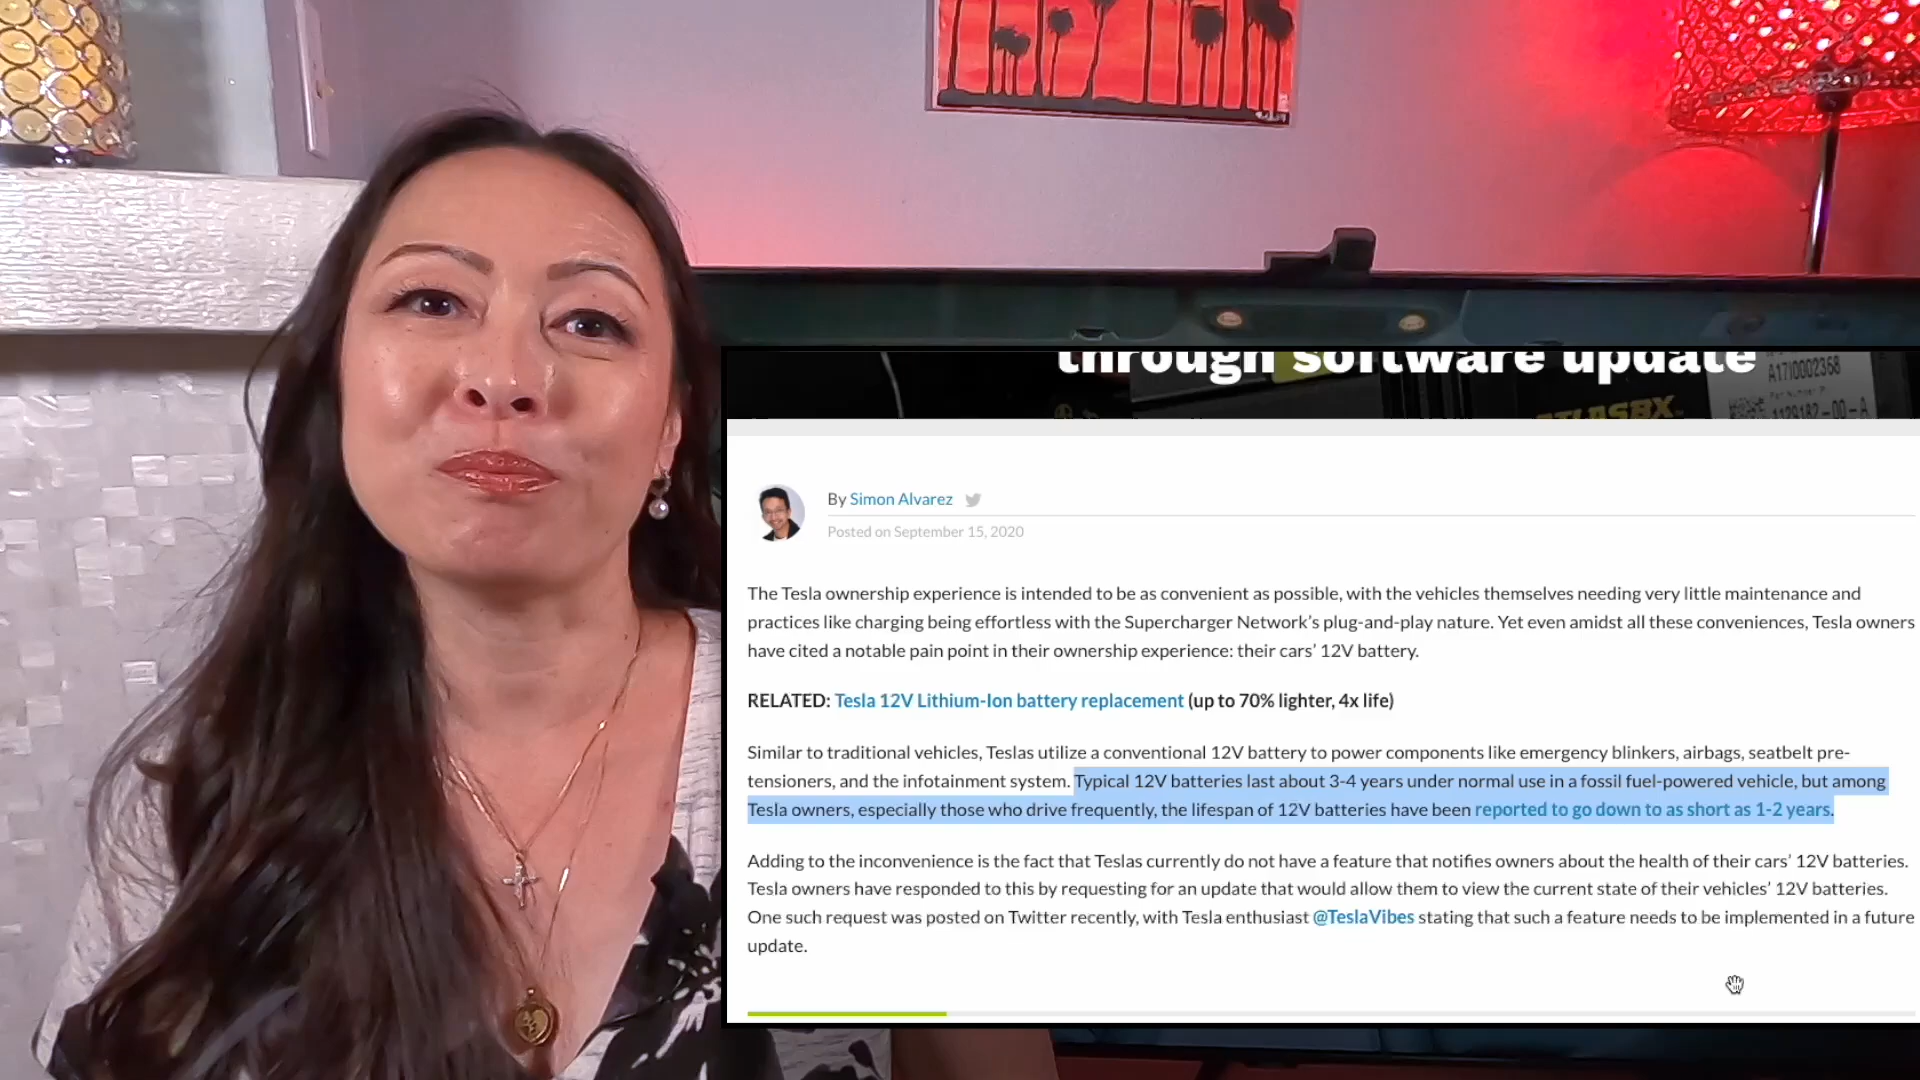 through software update
A17I0002368
1129182-00-A
ATLASBX
By Simon Alvarez
Posted on September 15, 2020
The Tesla ownership experience is intended to be as convenient as possible, with the vehicles themselves needing very little maintenance and
practices like charging being effortless with the Supercharger Network’s plug-and-play nature. Yet even amidst all these conveniences, Tesla owners
have cited a notable pain point in their ownership experience: their cars’ 12V battery.
RELATED: Tesla 12V Lithium-Ion battery replacement (up to 70% lighter, 4x life)
Similar to traditional vehicles, Teslas utilize a conventional 12V battery to power components like emergency blinkers, airbags, seatbelt pre-
tensioners, and the infotainment system. Typical 12V batteries last about 3-4 years under normal use in a fossil fuel-powered vehicle, but among
Tesla owners, especially those who drive frequently, the lifespan of 12V batteries have been reported to go down to as short as 1-2 years.
Adding to the inconvenience is the fact that Teslas currently do not have a feature that notifies owners about the health of their cars’ 12V batteries.
Tesla owners have responded to this by requesting for an update that would allow them to view the current state of their vehicles’ 12V batteries.
One such request was posted on Twitter recently, with Tesla enthusiast @TeslaVibes stating that such a feature needs to be implemented in a future
update.